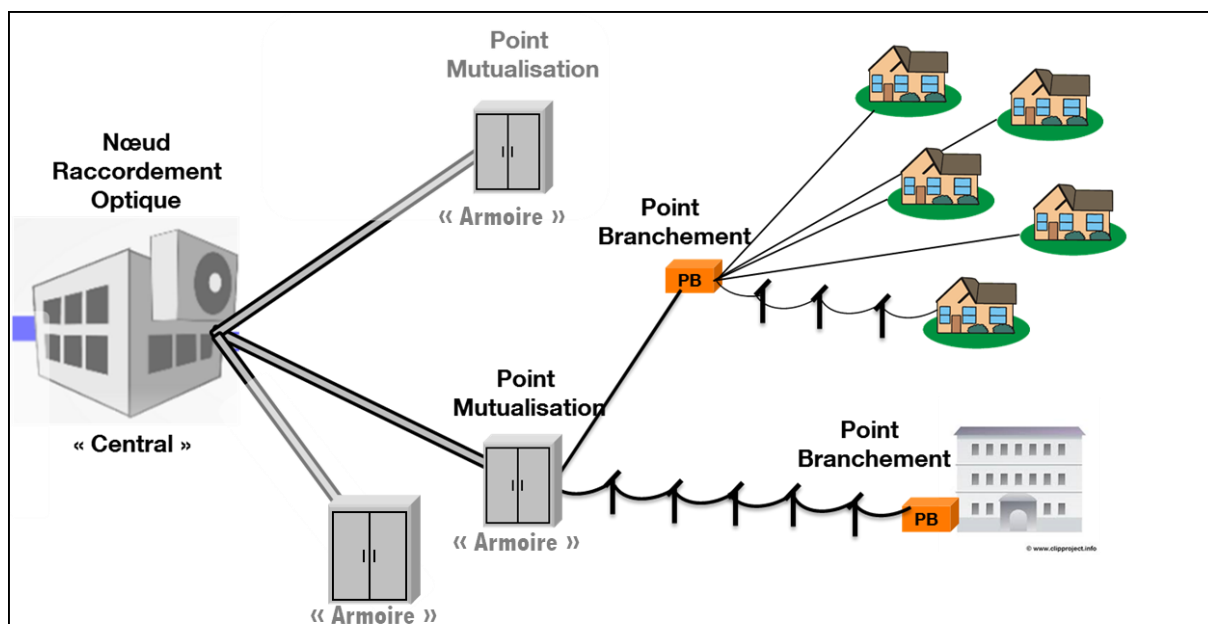 Point
Mutualisation
« Armoire »
Nœud
Raccordement
Optique
« Central »
Point
Branchement
PB
Point
Mutualisation
« Armoire »
« Armoire »
Point
Branchement
PB
© www.clipproject.info